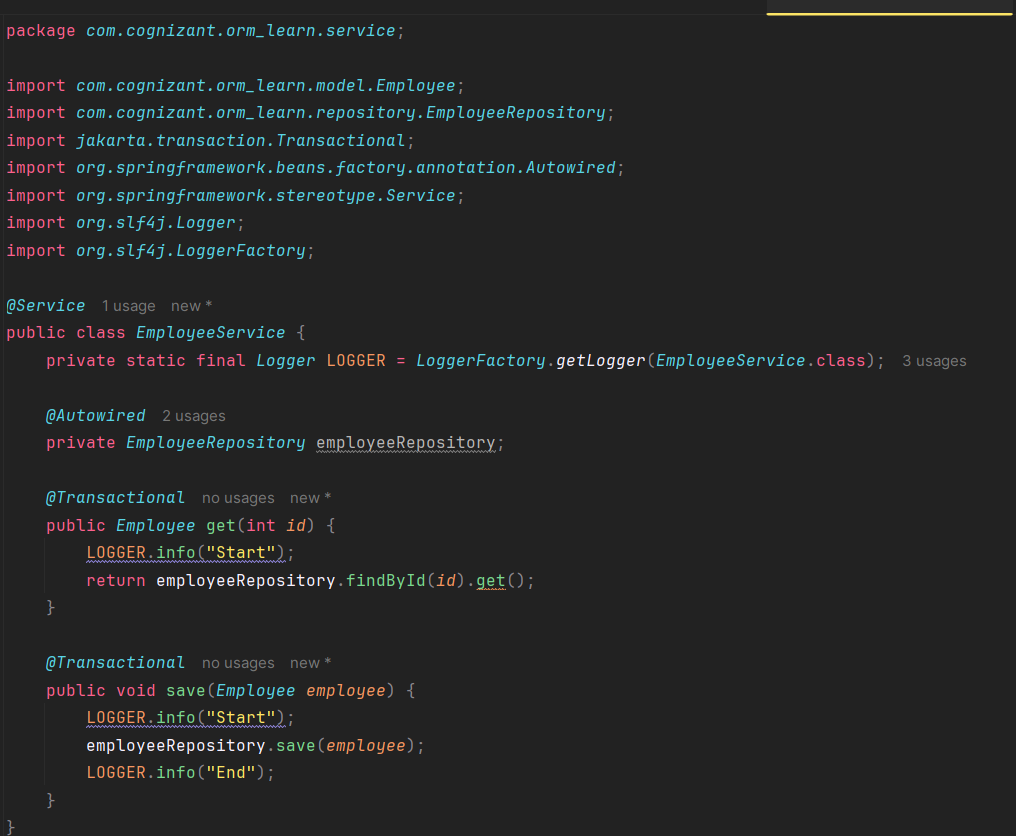 package com.cognizant.orm_learn.service;
import com.cognizant.orm_learn.model.Employee;
import com.cognizant.orm_learn.repository.EmployeeRepository;
import jakarta.transaction.Transactional;
import org.springframework.beans.factory.annotation.Autowired;
import org.springframework.stereotype.Service;
import org.slf4j.Logger;
import org.slf4j.LoggerFactory;
@Service 1 usage new *
public class EmployeeService {
private static final Logger LOGGER = LoggerFactory.getLogger(EmployeeService.class); 3 usages
@Autowired 2 usages
private EmployeeRepository employeeRepository;
@Transactional no usages new *
public Employee get(int id) {
LOGGER.info("Start");
return employeeRepository.findById(id).get();
}
@Transactional no usages new *
public void save(Employee employee) {
LOGGER.info("Start");
employeeRepository.save(employee);
LOGGER.info("End");
}
}